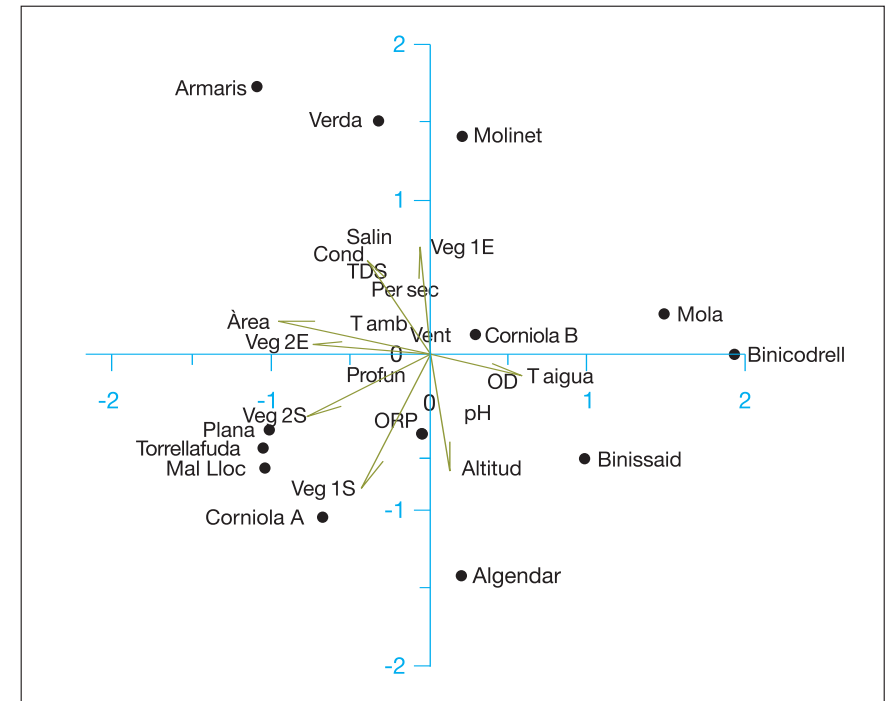 2
Armaris
Verda
Molinet
1
Salin
Veg 1E
Cond
TDS
Per sec
Àrea
T amb
Mola
Vent
Corniola B
Veg 2E
0
Binicodrell
Profun
OD
T aigua
-2
-1
0
1
2
Veg 2S
pH
ORP
Plana
Torrellafuda
Binissaid
Mal Lloc
Altitud
Veg 1S
-1
Corniola A
Algendar
-2